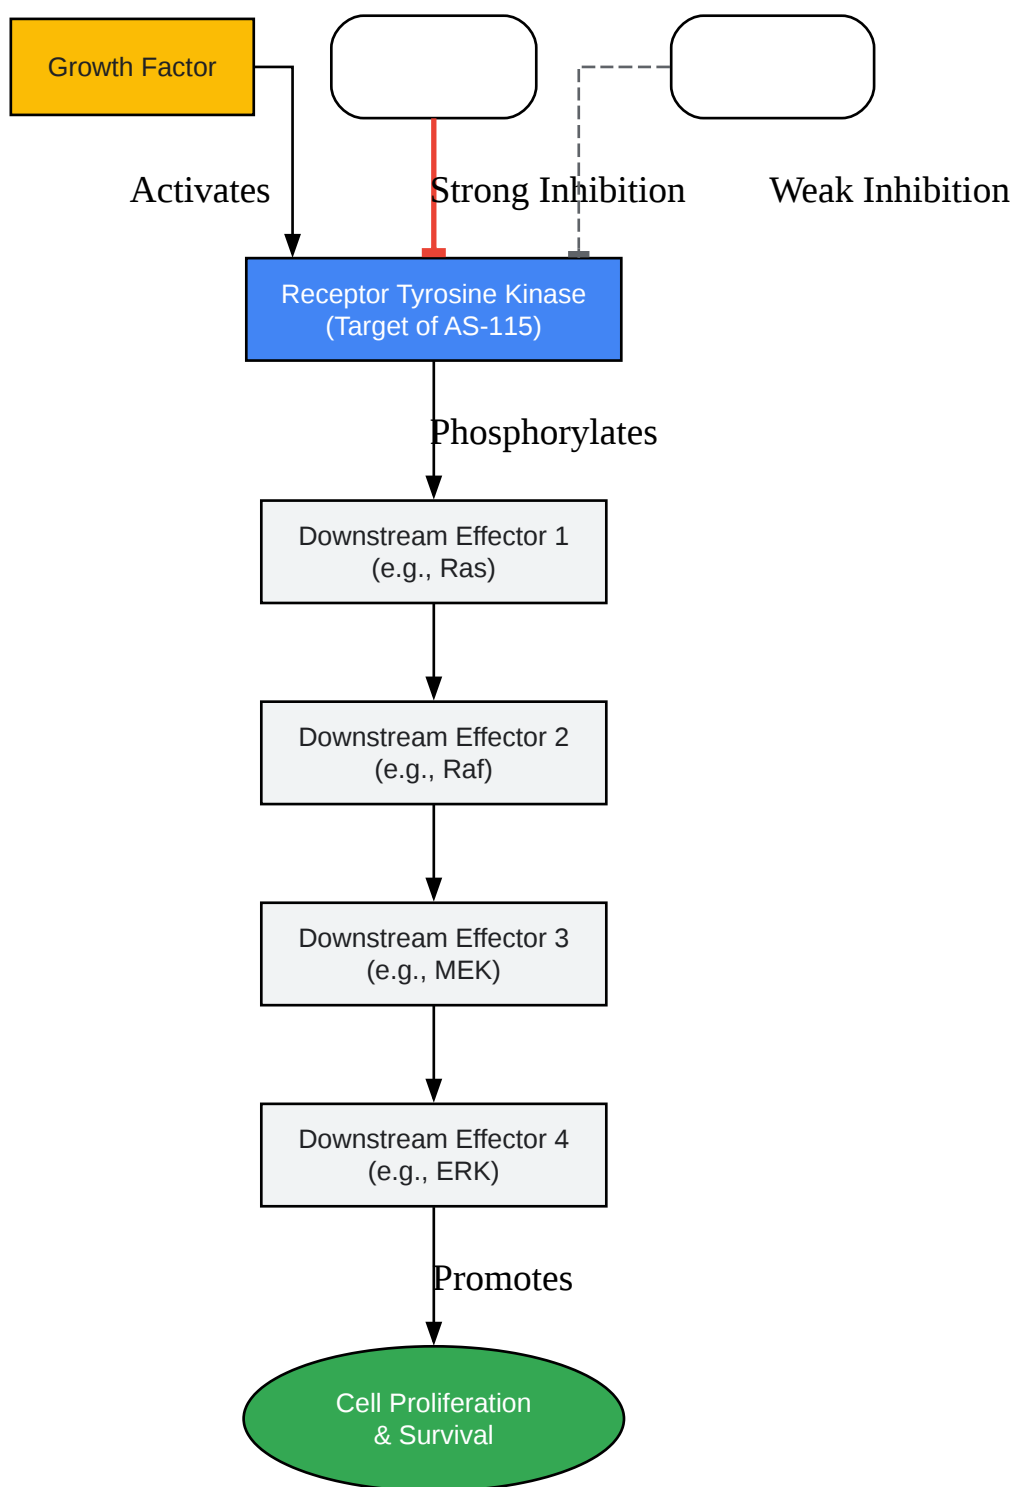 Growth Factor
Activates
Strong Inhibition
Weak Inhibition
Receptor Tyrosine Kinase
(Target of AS-115)
Phosphorylates
Downstream Effector 1
(e.g., Ras)
Downstream Effector 2
(e.g., Raf)
Downstream Effector 3
(e.g., MEK)
Downstream Effector 4
(e.g., ERK)
Promotes
Cell Proliferation
& Survival